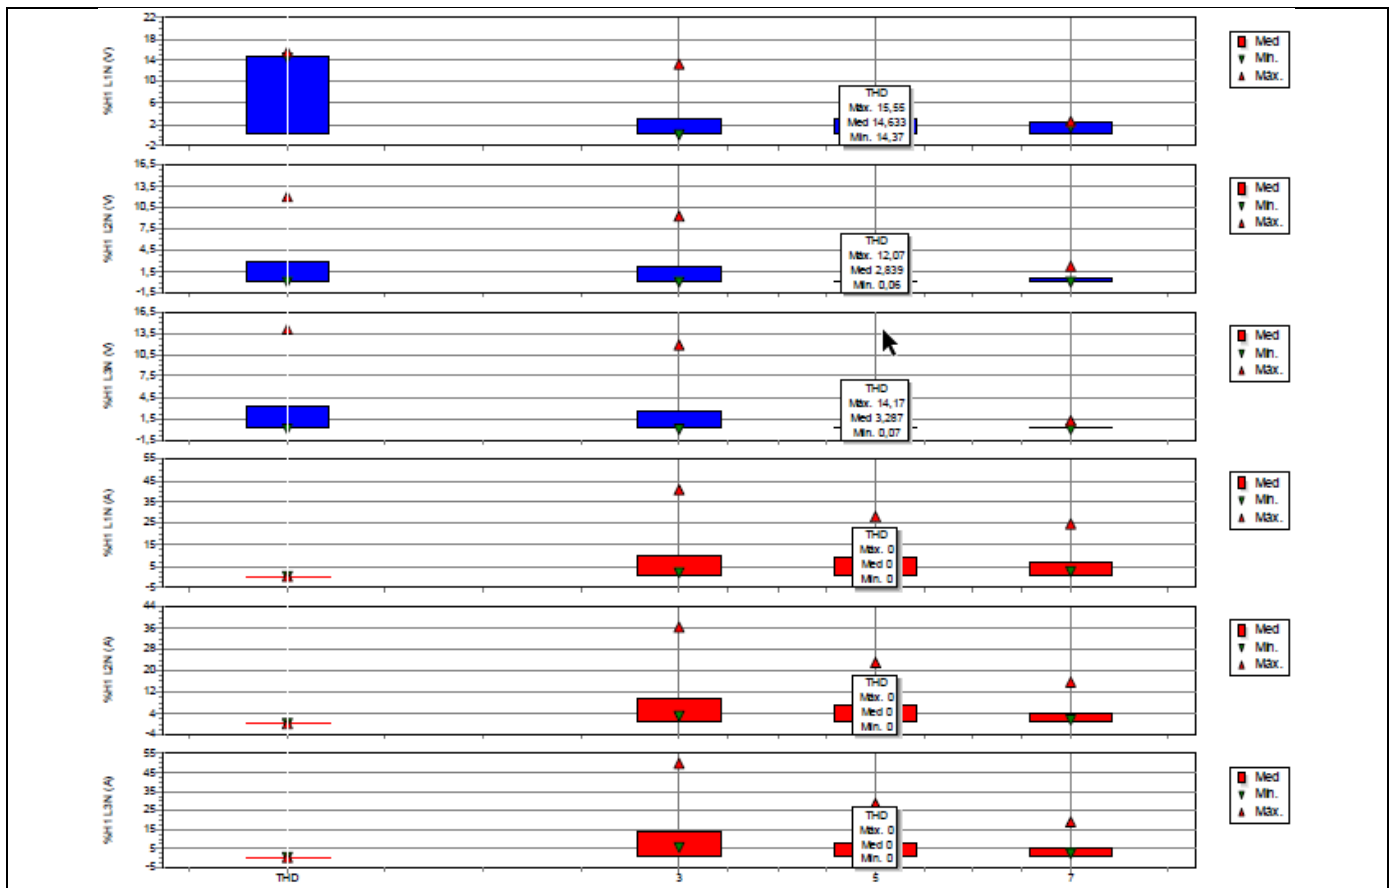 %H1 L1N (V)
22
18
14
10
6
2
-2
THD
Máx. 15,55
Med 14,633
Min. 14,37
Med
Mín.
Máx.
%H1 L2N (V)
16,5
13,5
10,5
7,5
4,5
1,5
-1,5
THD
Máx. 12,07
Med 2,839
Min. 0,06
Med
Mín.
Máx.
%H1 L3N (V)
16,5
13,5
10,5
7,5
4,5
1,5
-1,5
THD
Máx. 14,17
Med 3,287
Min. 0,07
Med
Mín.
Máx.
%H1 L1N (A)
55
45
35
25
15
5
-5
THD
Máx. 0
Med 0
Min. 0
Med
Mín.
Máx.
%H1 L2N (A)
44
36
28
20
12
4
-4
THD
Máx. 0
Med 0
Min. 0
Med
Mín.
Máx.
%H1 L3N (A)
55
45
35
25
15
5
-5
THD
Máx. 0
Med 0
Min. 0
Med
Mín.
Máx.
THD
3
5
7